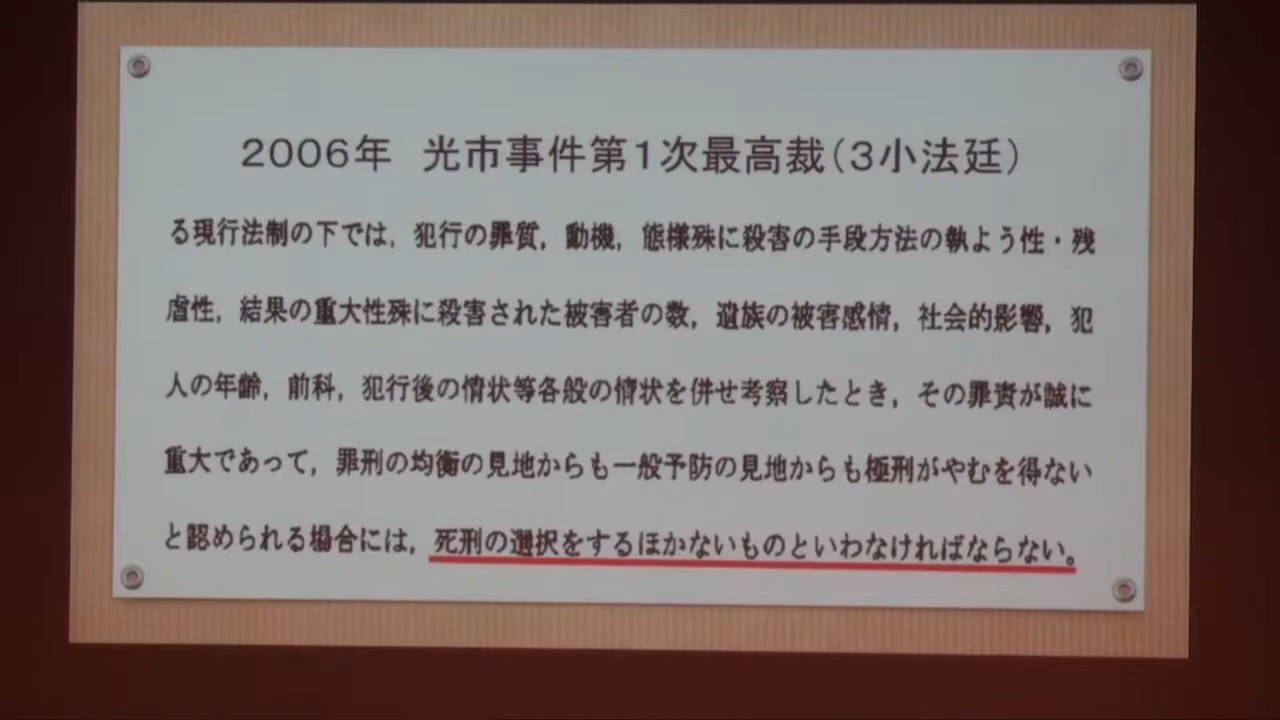 2006年　光市事件第1次最高裁(3小法廷)
る現行法制の下では，犯行の罪質，動機，態様殊に殺害の手段方法の執よう性・残
虐性，結果の重大性殊に殺害された被害者の数，遺族の被害感情，社会的影響，犯
人の年齢，前科，犯行後の情状等各般の情状を併せ考察したとき，その罪責が誠に
重大であって，罪刑の均衡の見地からも一般予防の見地からも極刑がやむを得ない
と認められる場合には，死刑の選択をするほかないものといわなければならない。